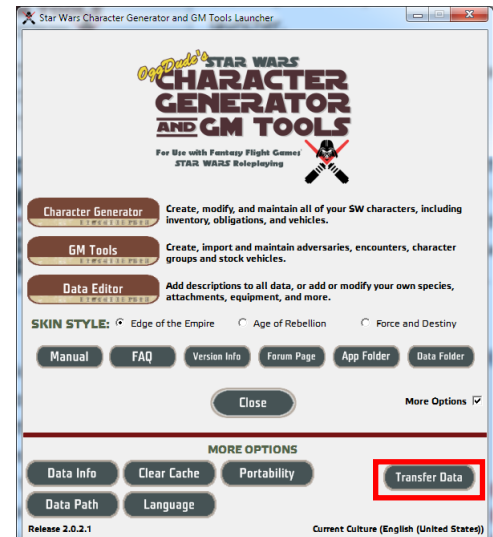 Star Wars Character Generator and GM Tools Launcher
OggDude's STAR WARS
CHARACTER
GENERATOR
AND GM TOOLS
For Use with Fantasy Flight Games'
STAR WARS Roleplaying
Character Generator
Create, modify, and maintain all of your SW characters, including
inventory, obligations, and vehicles.
GM Tools
Create, import and maintain adversaries, encounters, character
groups and stock vehicles.
Data Editor
Add descriptions to all data, or add or modify your own species,
attachments, equipment, and more.
SKIN STYLE: Edge of the Empire Age of Rebellion Force and Destiny
Manual FAQ Version Info Forum Page App Folder Data Folder
Close More Options
MORE OPTIONS
Data Info Clear Cache Portability Transfer Data
Data Path Language
Release 2.0.2.1 Current Culture (English (United States))